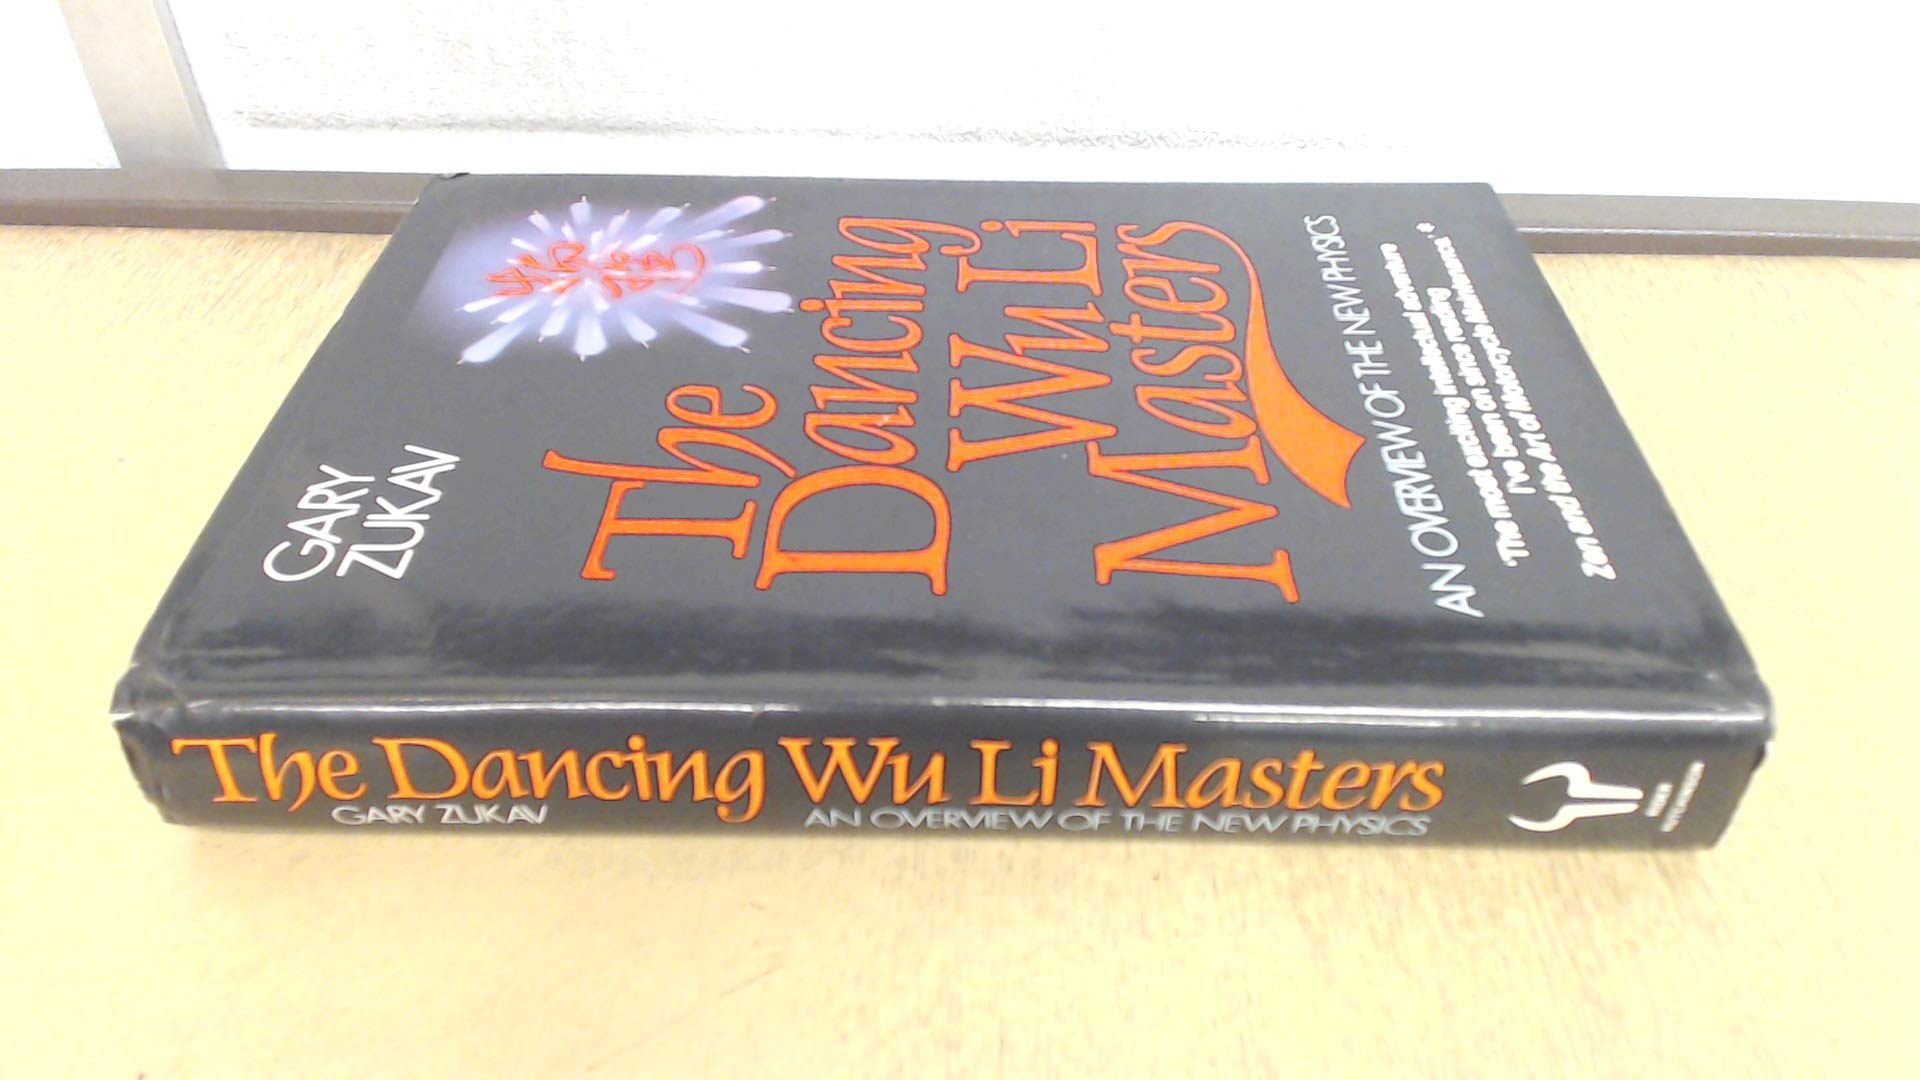 GARY
ZUKAV
The
Dancing
Wu Li
Masters
AN OVERVIEW OF THE NEW PHYSICS
'The most exciting intellectual adventure
I've been on since reading
Zen and the Art of Motorcycle Maintenance'.*
The Dancing Wu Li Masters
GARY ZUKAV
AN OVERVIEW OF THE NEW PHYSICS
RIDER
HUTCHINSON